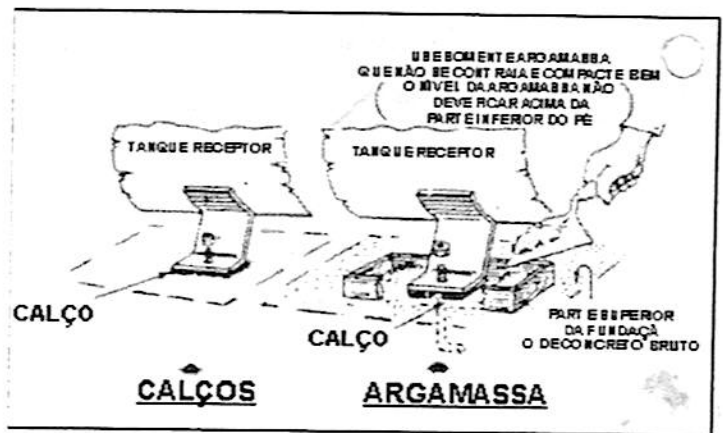 USE SOMENTE ARGAMASSA
QUE NÃO SE CONTRAIA E COMPACTE BEM
O NÍVEL DA ARGAMASSA NÃO
DEVE FICAR ACIMA DA
PARTE INFERIOR DO PÉ
TANQUE RECEPTOR
TANQUE RECEPTOR
CALÇO
CALÇO
PARTE SUPERIOR
DA FUNDAÇÃ
O DE CONCRETO BRUTO
CALÇOS
ARGAMASSA